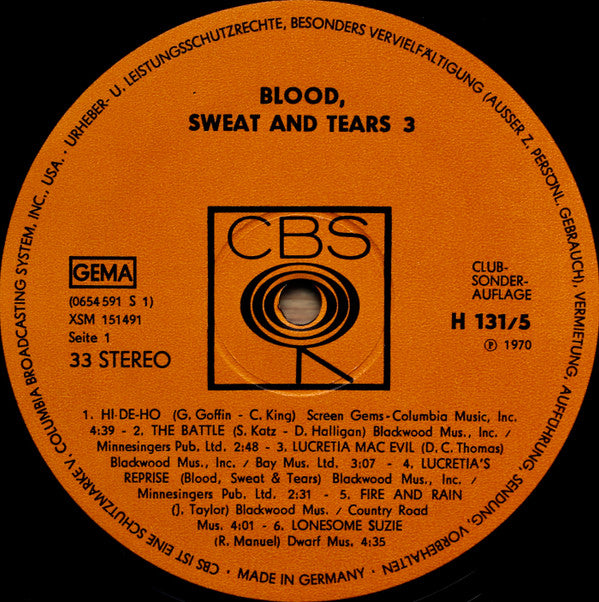 URHEBER- U. LEISTUNGSSCHUTZRECHTE, BESONDERS VERVIELFÄLTIGUNG (AUSSER Z. PERSÖNL. GEBRAUCH), VERMIETUNG, AUFFÜHRUNG, SENDUNG, VORBEHALTEN · MADE IN GERMANY · CBS IST EINE SCHUTZMARKE V. COLUMBIA BROADCASTING SYSTEM, INC., USA. ·
BLOOD,
SWEAT AND TEARS 3
CBS
GEMA
(0654 591 S 1)
XSM 151491
Seite 1
33 STEREO
CLUB-
SONDER-
AUFLAGE
H 131/5
℗ 1970
1. HI-DE-HO (G. Goffin - C. King) Screen Gems-Columbia Music, Inc.
4:39 - 2. THE BATTLE (S. Katz - D. Halligan) Blackwood Mus., Inc. /
Minnesingers Pub. Ltd. 2:48 - 3. LUCRETIA MAC EVIL (D. C. Thomas)
Blackwood Mus., Inc. / Bay Mus. Ltd. 3:07 - 4. LUCRETIA'S
REPRISE (Blood, Sweat & Tears) Blackwood Mus., Inc. /
Minnesingers Pub. Ltd. 2:31 - 5. FIRE AND RAIN
(J. Taylor) Blackwood Mus. / Country Road
Mus. 4:01 - 6. LONESOME SUZIE
(R. Manuel) Dwarf Mus. 4:35